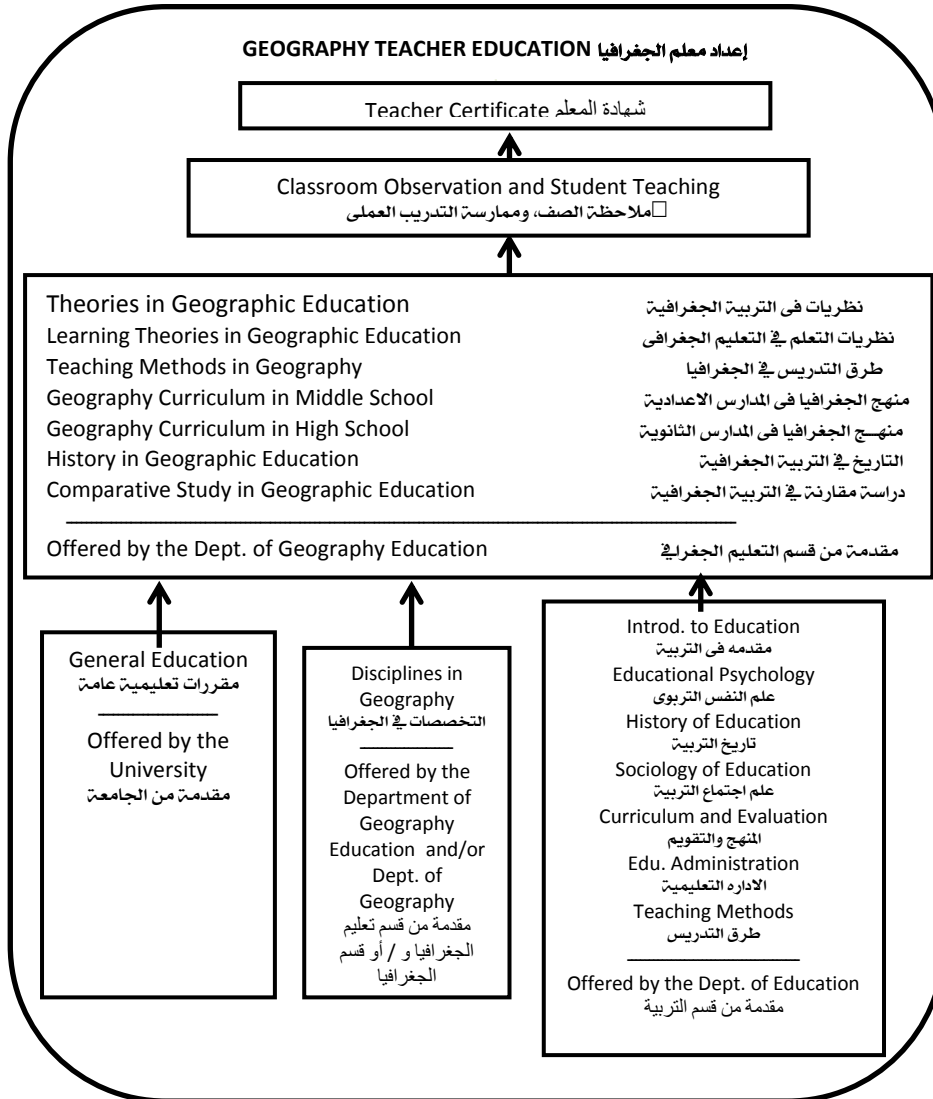 GEOGRAPHY TEACHER EDUCATION إعداد معلم الجغرافيا
Teacher Certificate شهادة المعلم
Classroom Observation and Student Teaching
□ملاحظة الصف، وممارسة التدريب العملى
Theories in Geographic Education نظريات فى التربية الجغرافية
Learning Theories in Geographic Education نظريات التعلم في التعليم الجغرافى
Teaching Methods in Geography طرق التدريس في الجغرافيا
Geography Curriculum in Middle School منهج الجغرافيا فى المدارس الاعدادية
Geography Curriculum in High School منهــج الجغرافيا فى المدارس الثانوية
History in Geographic Education التاريخ في التربية الجغرافية
Comparative Study in Geographic Education دراسة مقارنة في التربية الجغرافية
Offered by the Dept. of Geography Education مقدمة من قسم التعليم الجغرافي
General Education
مقررات تعليمية عامة
Offered by the
University
مقدمة من الجامعة
Disciplines in
Geography
التخصصات في الجغرافيا
Offered by the
Department of
Geography
Education and/or
Dept. of
Geography
مقدمة من قسم تعليم
الجغرافيا و / أو قسم
الجغرافيا
Introd. to Education
مقدمه فى التربية
Educational Psychology
علم النفس التربوى
History of Education
تاريخ التربية
Sociology of Education
علم اجتماع التربية
Curriculum and Evaluation
المنهج والتقويم
Edu. Administration
الاداره التعليمية
Teaching Methods
طرق التدريس
Offered by the Dept. of Education
مقدمة من قسم التربية